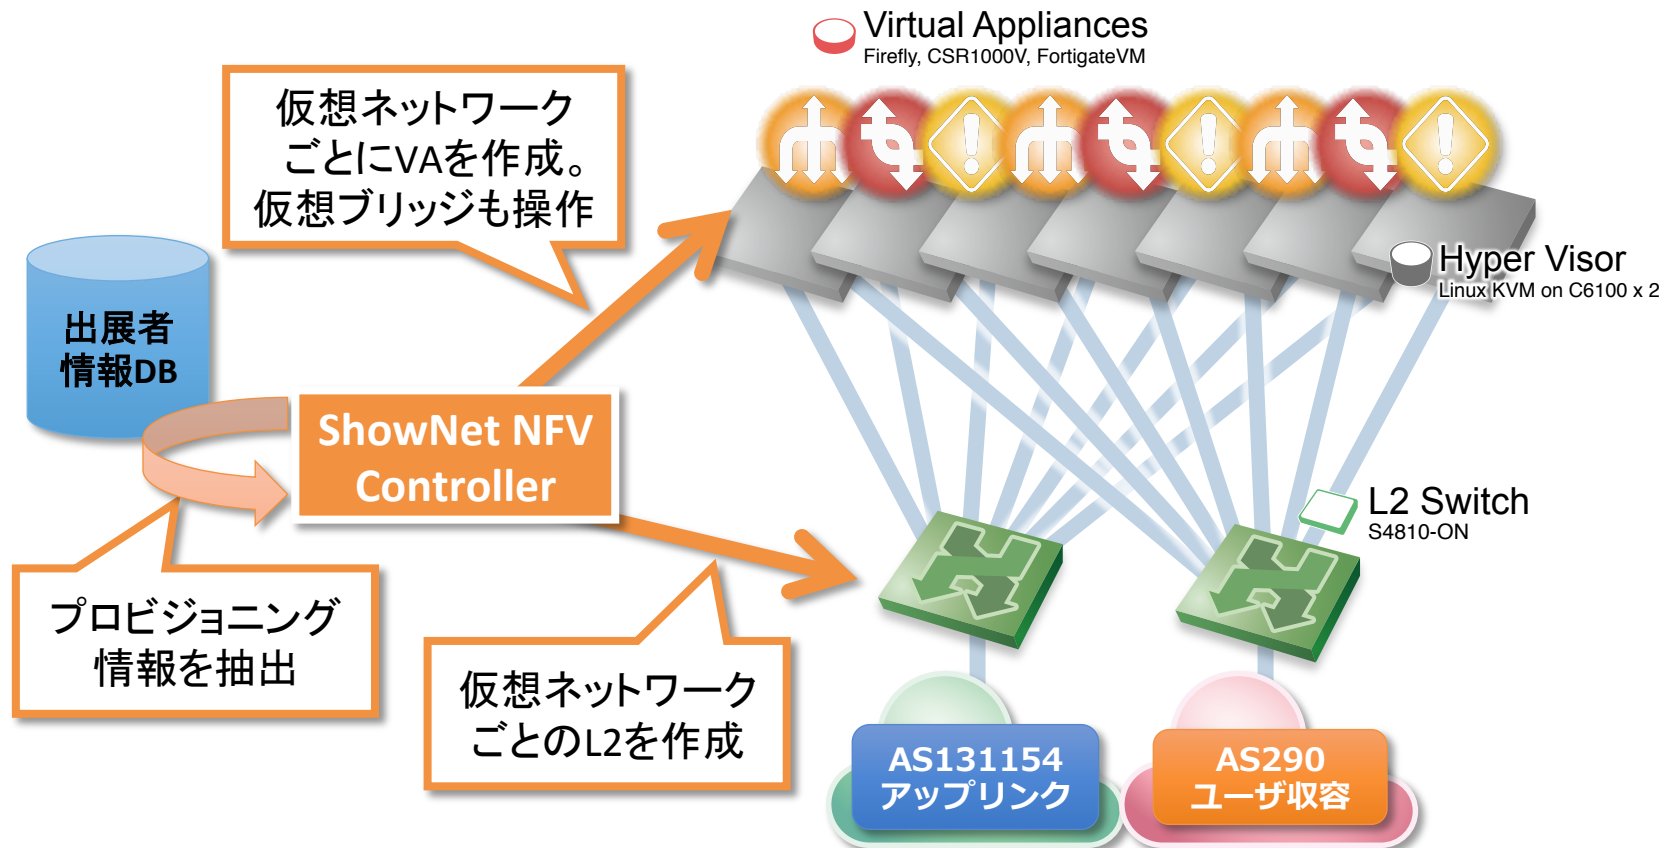 Virtual Appliances
Firefly, CSR1000V, FortigateVM
仮想ネットワーク
ごとにVAを作成。
仮想ブリッジも操作
Hyper Visor
Linux KVM on C6100 x 2
出展者
情報DB
ShowNet NFV
Controller
L2 Switch
S4810-ON
プロビジョニング
情報を抽出
仮想ネットワーク
ごとのL2を作成
AS131154
アップリンク
AS290
ユーザ収容